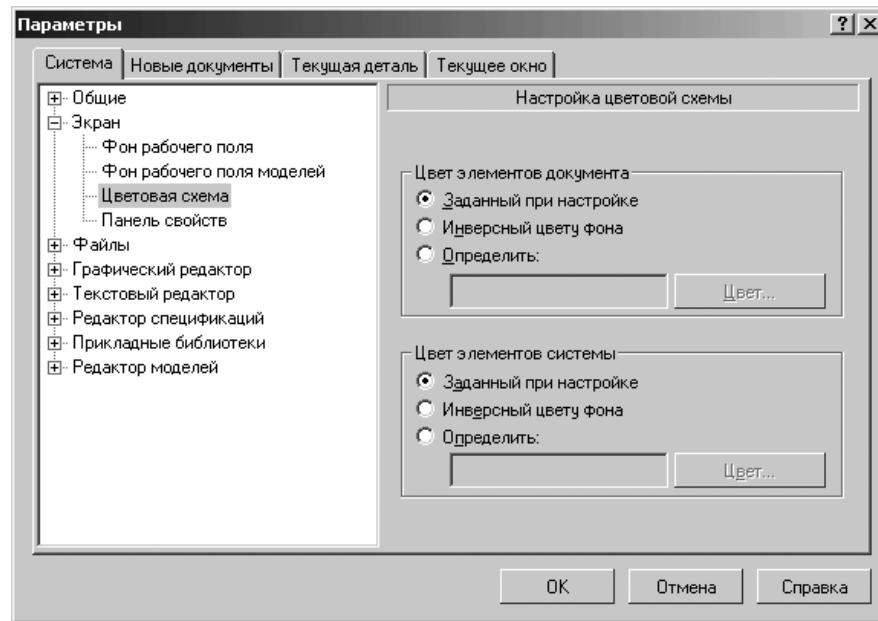 Параметры
Система Новые документы Текущая деталь Текущее окно
Общие
Экран
Фон рабочего поля
Фон рабочего поля моделей
Цветовая схема
Панель свойств
Файлы
Графический редактор
Текстовый редактор
Редактор спецификаций
Прикладные библиотеки
Редактор моделей
Настройка цветовой схемы
Цвет элементов документа
Заданный при настройке
Инверсный цвету фона
Определить:
Цвет...
Цвет элементов системы
Заданный при настройке
Инверсный цвету фона
Определить:
Цвет...
OK Отмена Справка